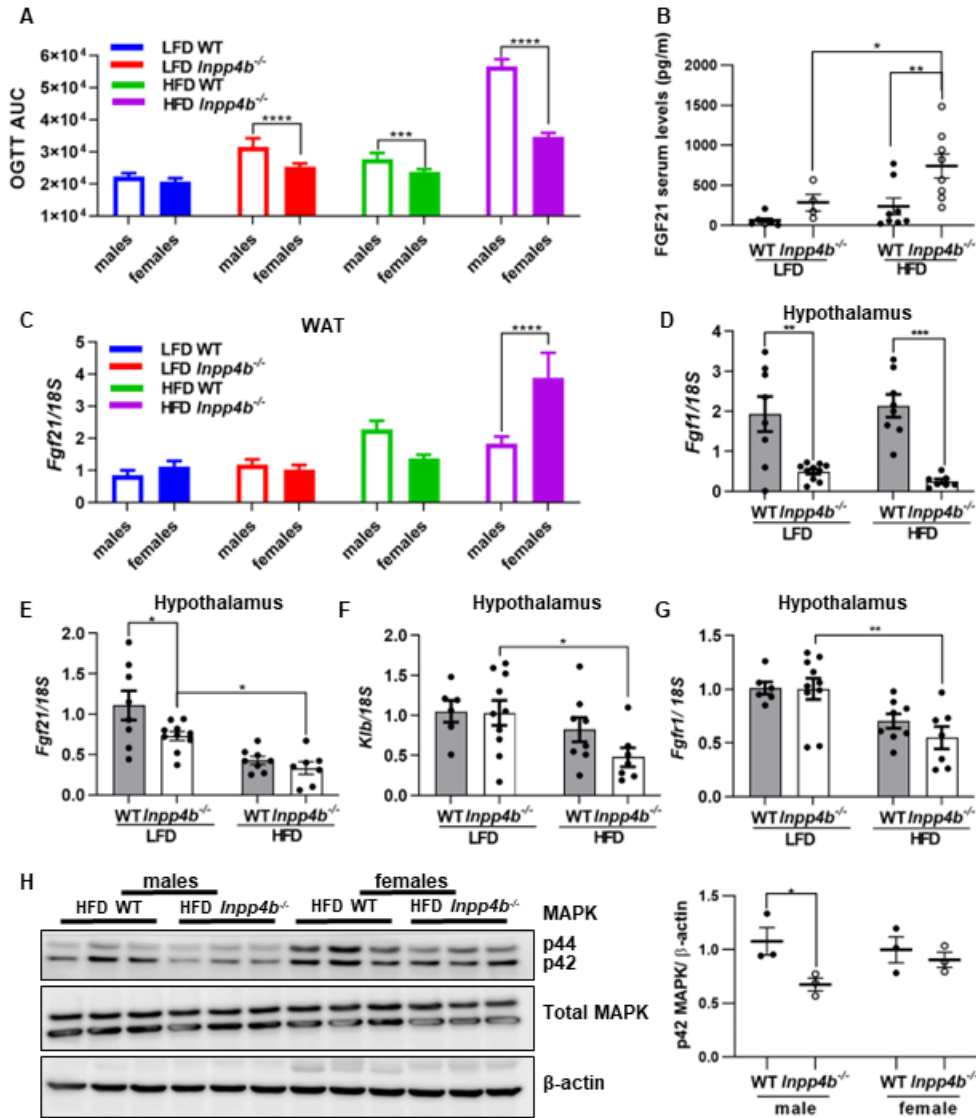 A
LFD WT
LFD Inpp4b-/-
HFD WT
HFD Inpp4b-/-
OGTT AUC
6×10⁴
5×10⁴
4×10⁴
3×10⁴
2×10⁴
1×10⁴
****
***
****
males
females
males
females
males
females
males
females
B
FGF21 serum levels (pg/m)
2000
1500
1000
500
0
*
**
WT Inpp4b-/- WT Inpp4b-/-
LFD HFD
C
WAT
LFD WT
LFD Inpp4b-/-
HFD WT
HFD Inpp4b-/-
Fgf21/18S
5
4
3
2
1
0
****
males
females
males
females
males
females
males
females
D
Hypothalamus
Fgf1/18S
4
3
2
1
0
**
***
WT Inpp4b-/- WT Inpp4b-/-
LFD HFD
E
Hypothalamus
Fgf21/18S
2.0
1.5
1.0
0.5
0.0
*
*
WT Inpp4b-/- WT Inpp4b-/-
LFD HFD
F
Hypothalamus
Klb/18S
2.0
1.5
1.0
0.5
0.0
*
WT Inpp4b-/- WT Inpp4b-/-
LFD HFD
G
Hypothalamus
Fgfr1/ 18S
1.5
1.0
0.5
0.0
**
WT Inpp4b-/- WT Inpp4b-/-
LFD HFD
H
males females
HFD WT HFD Inpp4b-/- HFD WT HFD Inpp4b-/-
MAPK
p44
p42
Total MAPK
β-actin
p42 MAPK/ β-actin
1.5
1.0
0.5
0.0
*
WT Inpp4b-/- WT Inpp4b-/-
male female